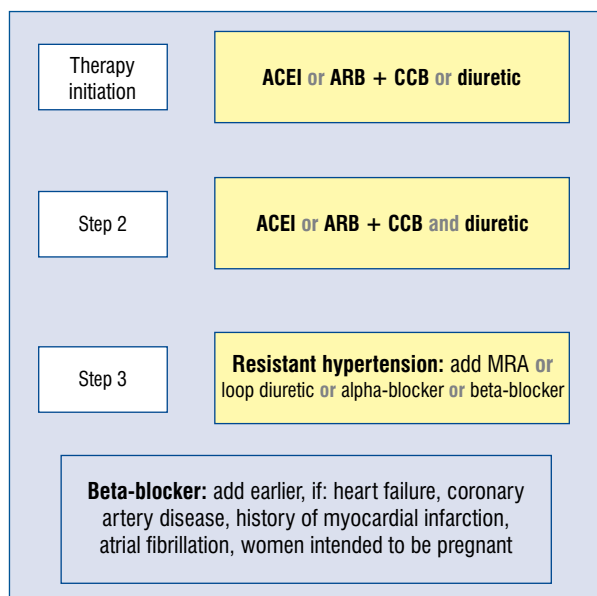 Therapy
initiation
ACEI or ARB + CCB or diuretic
Step 2
ACEI or ARB + CCB and diuretic
Step 3
Resistant hypertension: add MRA or
loop diuretic or alpha-blocker or beta-blocker
Beta-blocker: add earlier, if: heart failure, coronary
artery disease, history of myocardial infarction,
atrial fibrillation, women intended to be pregnant